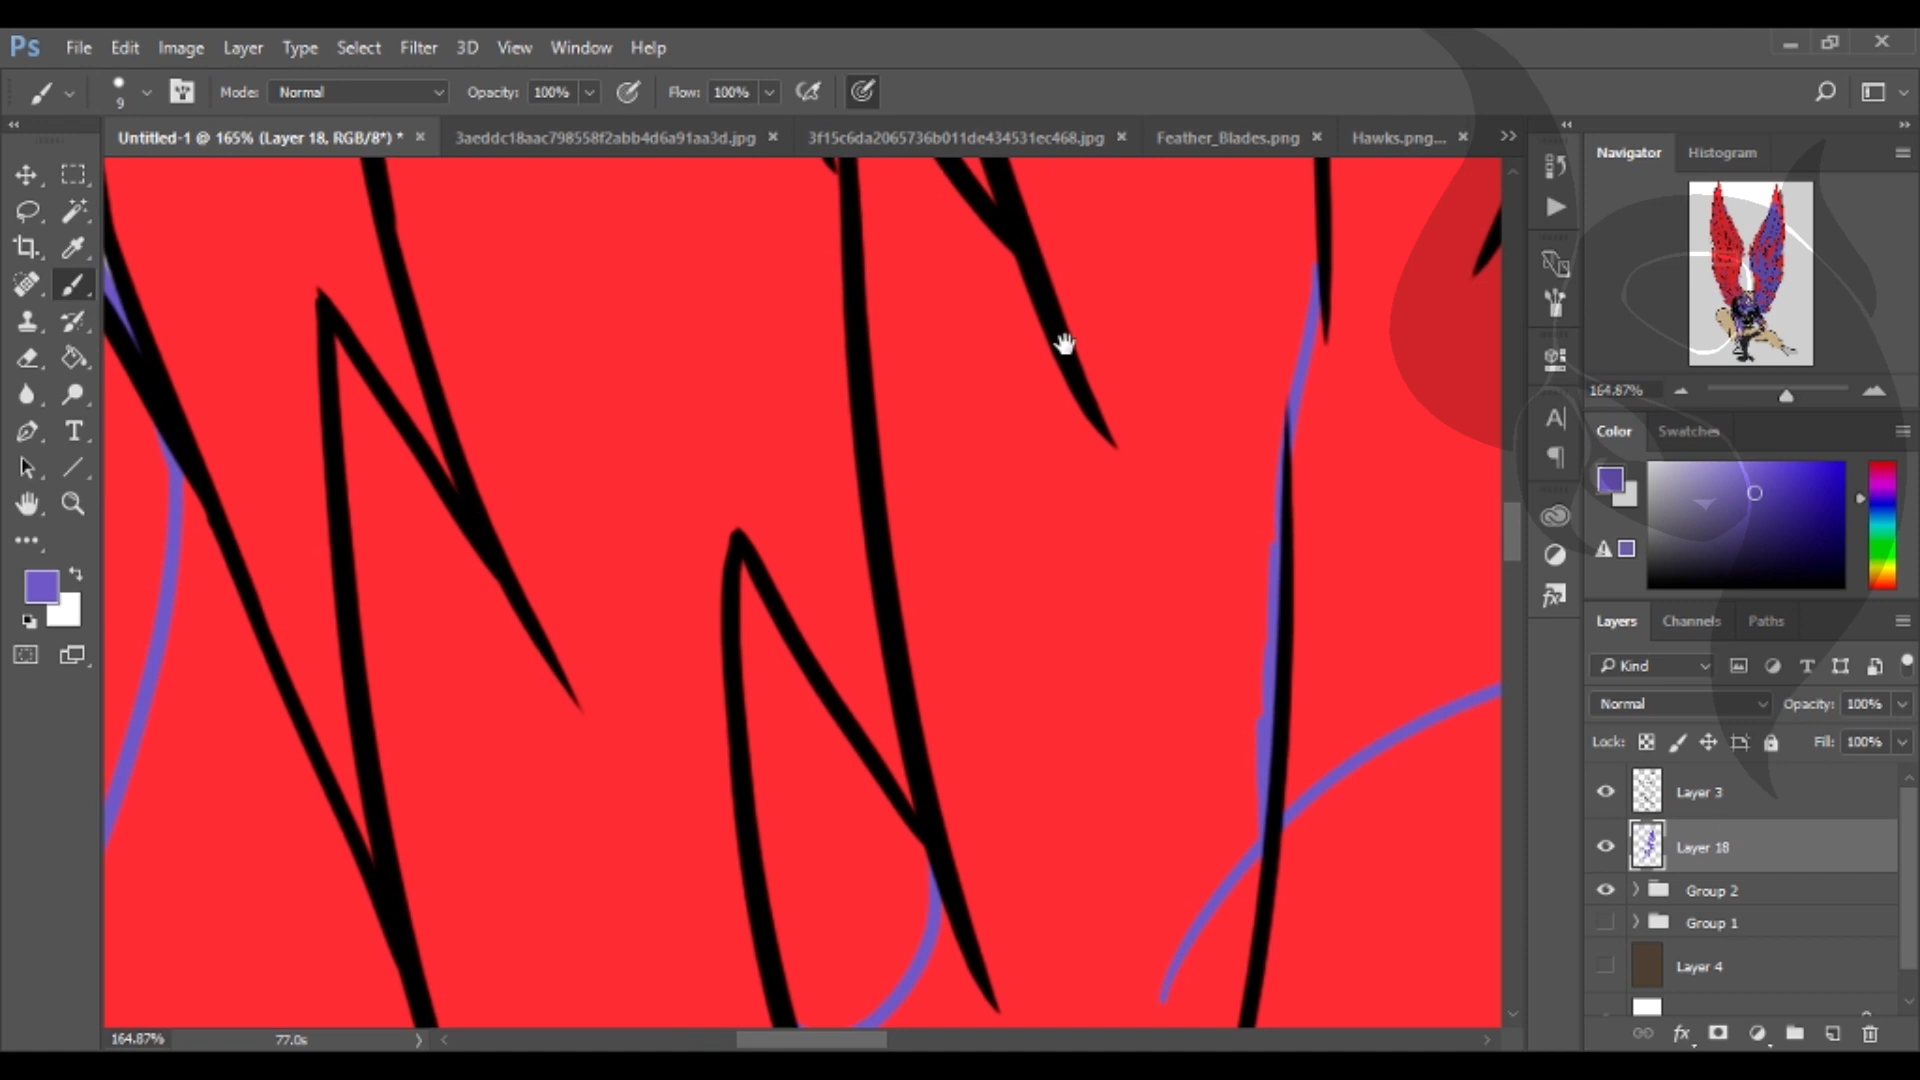 Ps File Edit Image Layer Type Select Filter 3D View Window Help
9 Mode: Normal Opacity: 100% Flow: 100%
Untitled-1 @ 165% (Layer 18, RGB/8*) * 3aeddc18aac798558f2abb4d6a91aa3d.jpg 3f15c6da2065736b011de434531ec468.jpg Feather_Blades.png Hawks.png...
Navigator Histogram
164.87%
Color Swatches
Layers Channels Paths
Kind
Normal Opacity: 100%
Lock: Fill: 100%
Layer 3
Layer 18
Group 2
Group 1
Layer 4
fx
164.87% 77.0s